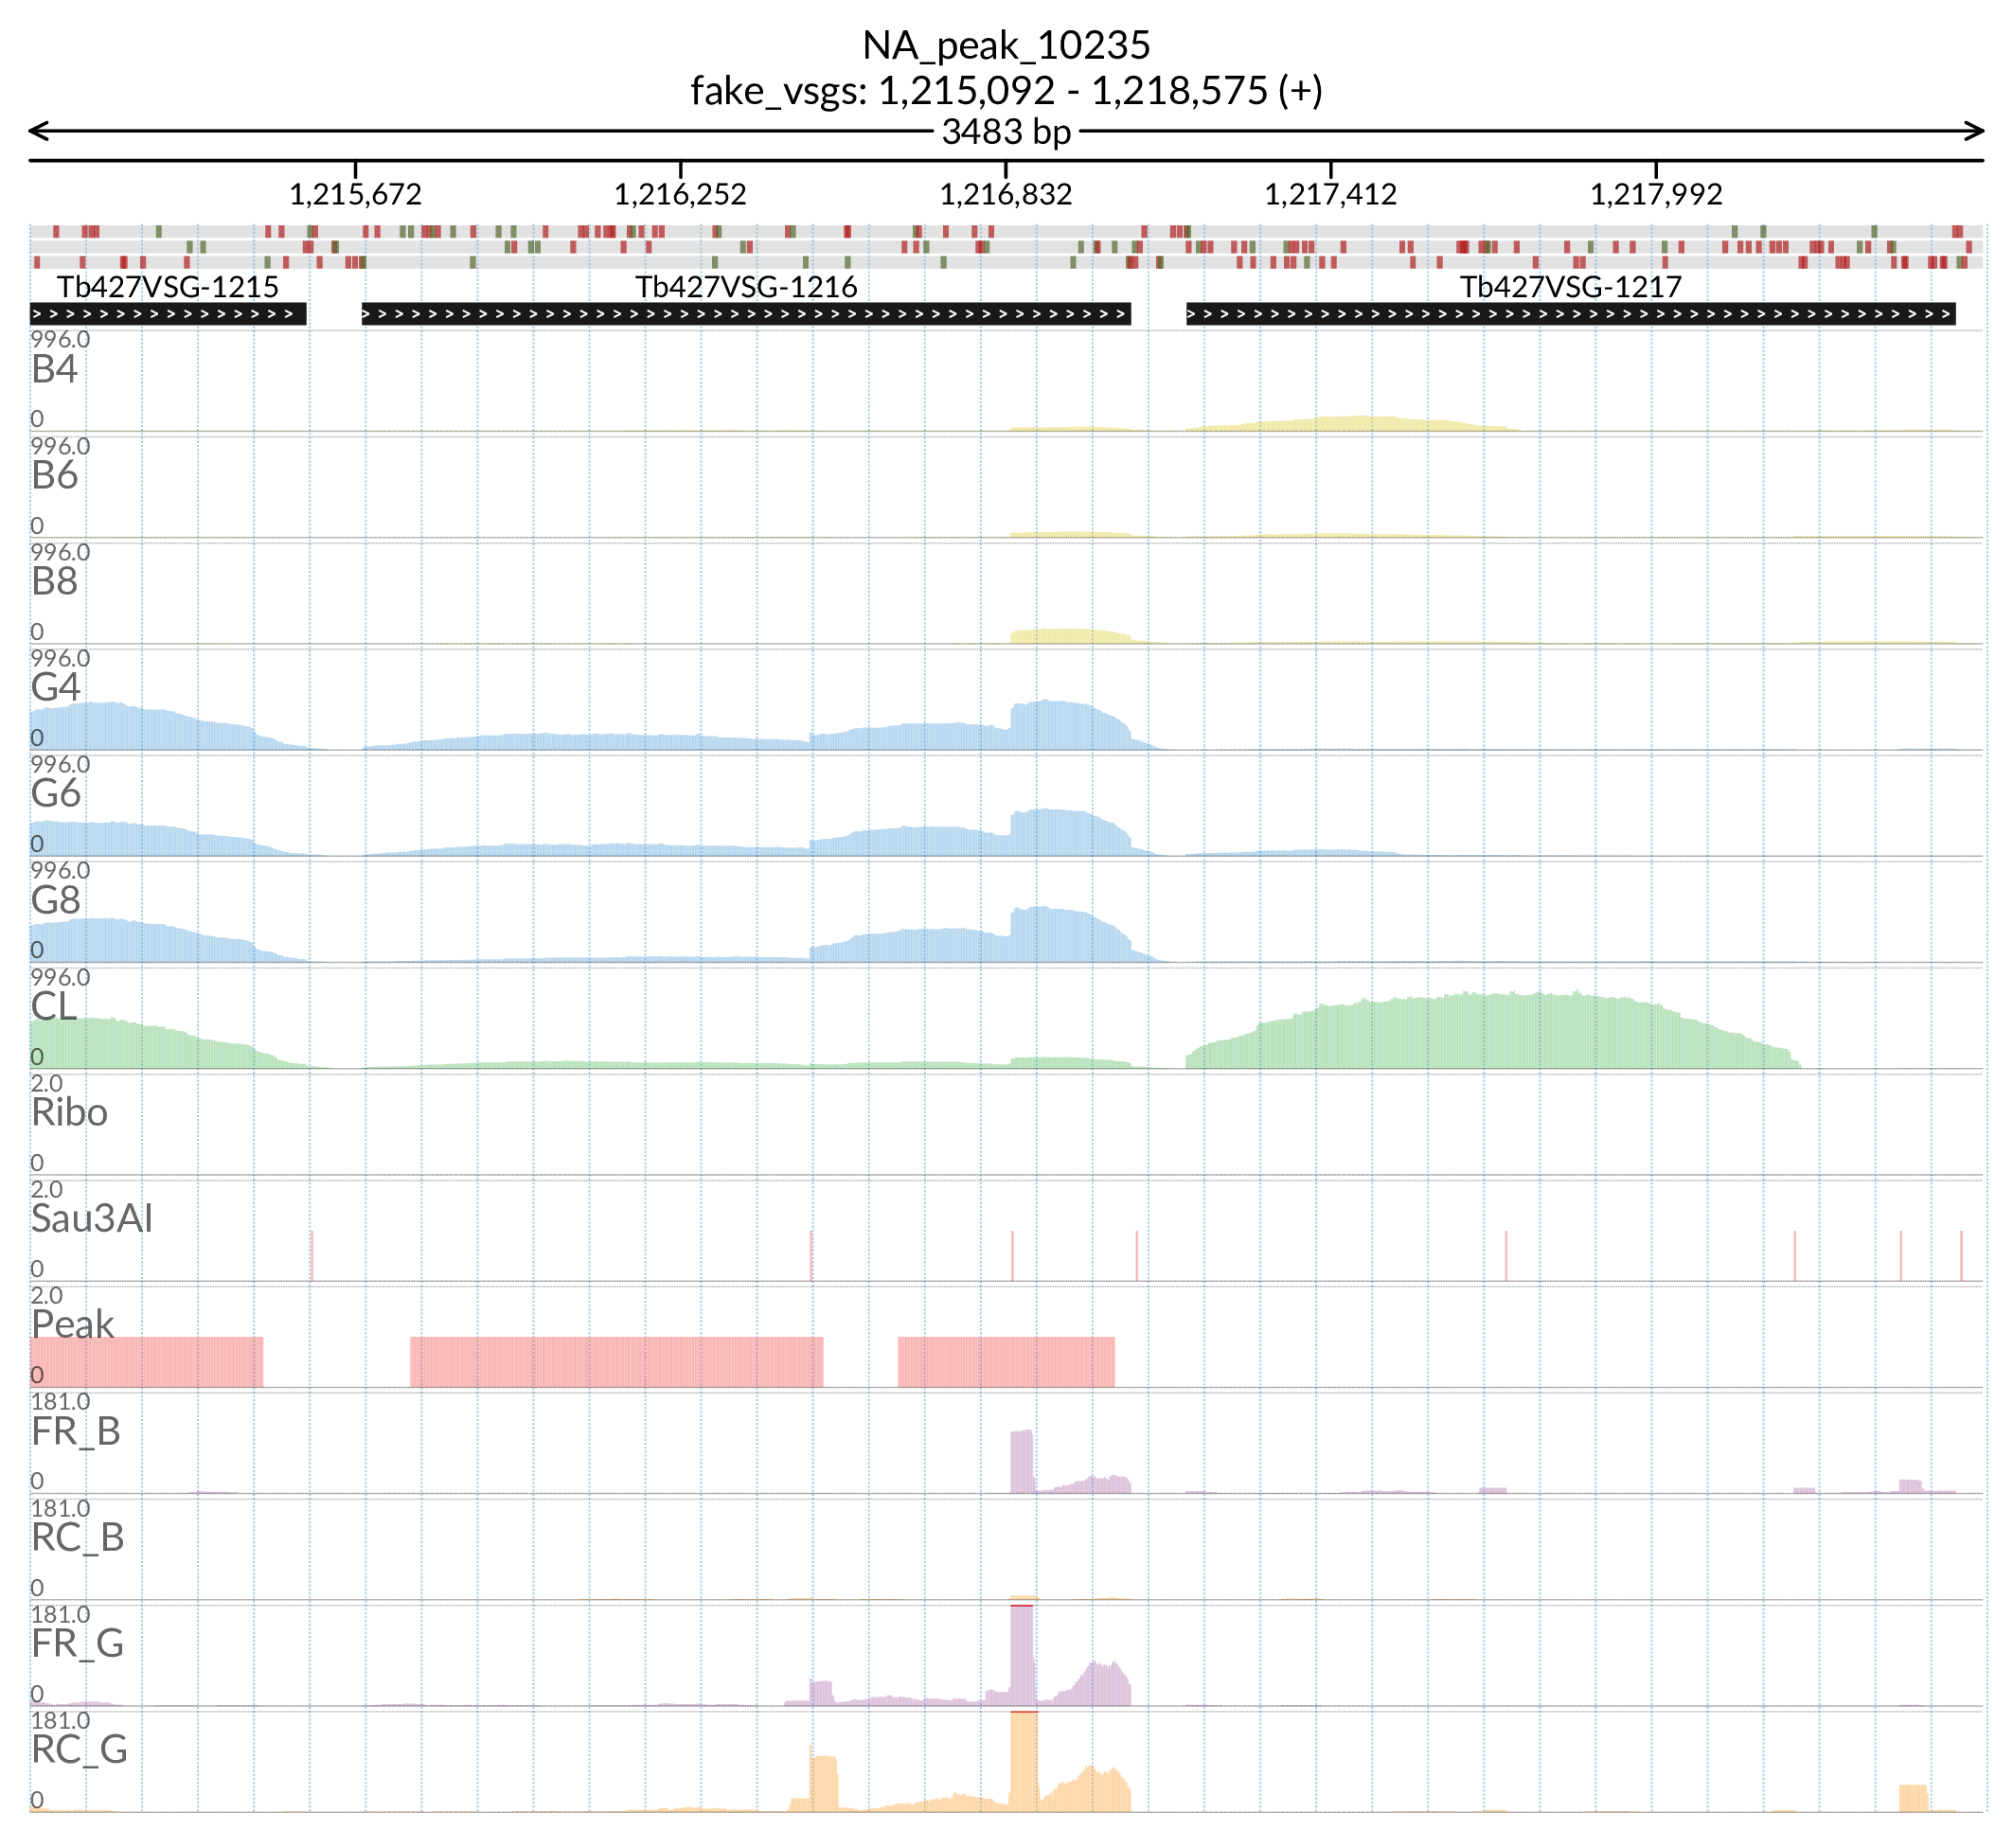 NA_peak_10235
fake_vsgs: 1,215,092 - 1,218,575 (+)
3483 bp
1,215,672 1,216,252 1,216,832 1,217,412 1,217,992
Tb427VSG-1215 Tb427VSG-1216 Tb427VSG-1217
996.0
B4
0
996.0
B6
0
996.0
B8
0
996.0
G4
0
996.0
G6
0
996.0
G8
0
996.0
CL
0
2.0
Ribo
0
2.0
Sau3AI
0
2.0
Peak
0
181.0
FR_B
0
181.0
RC_B
0
181.0
FR_G
0
181.0
RC_G
0